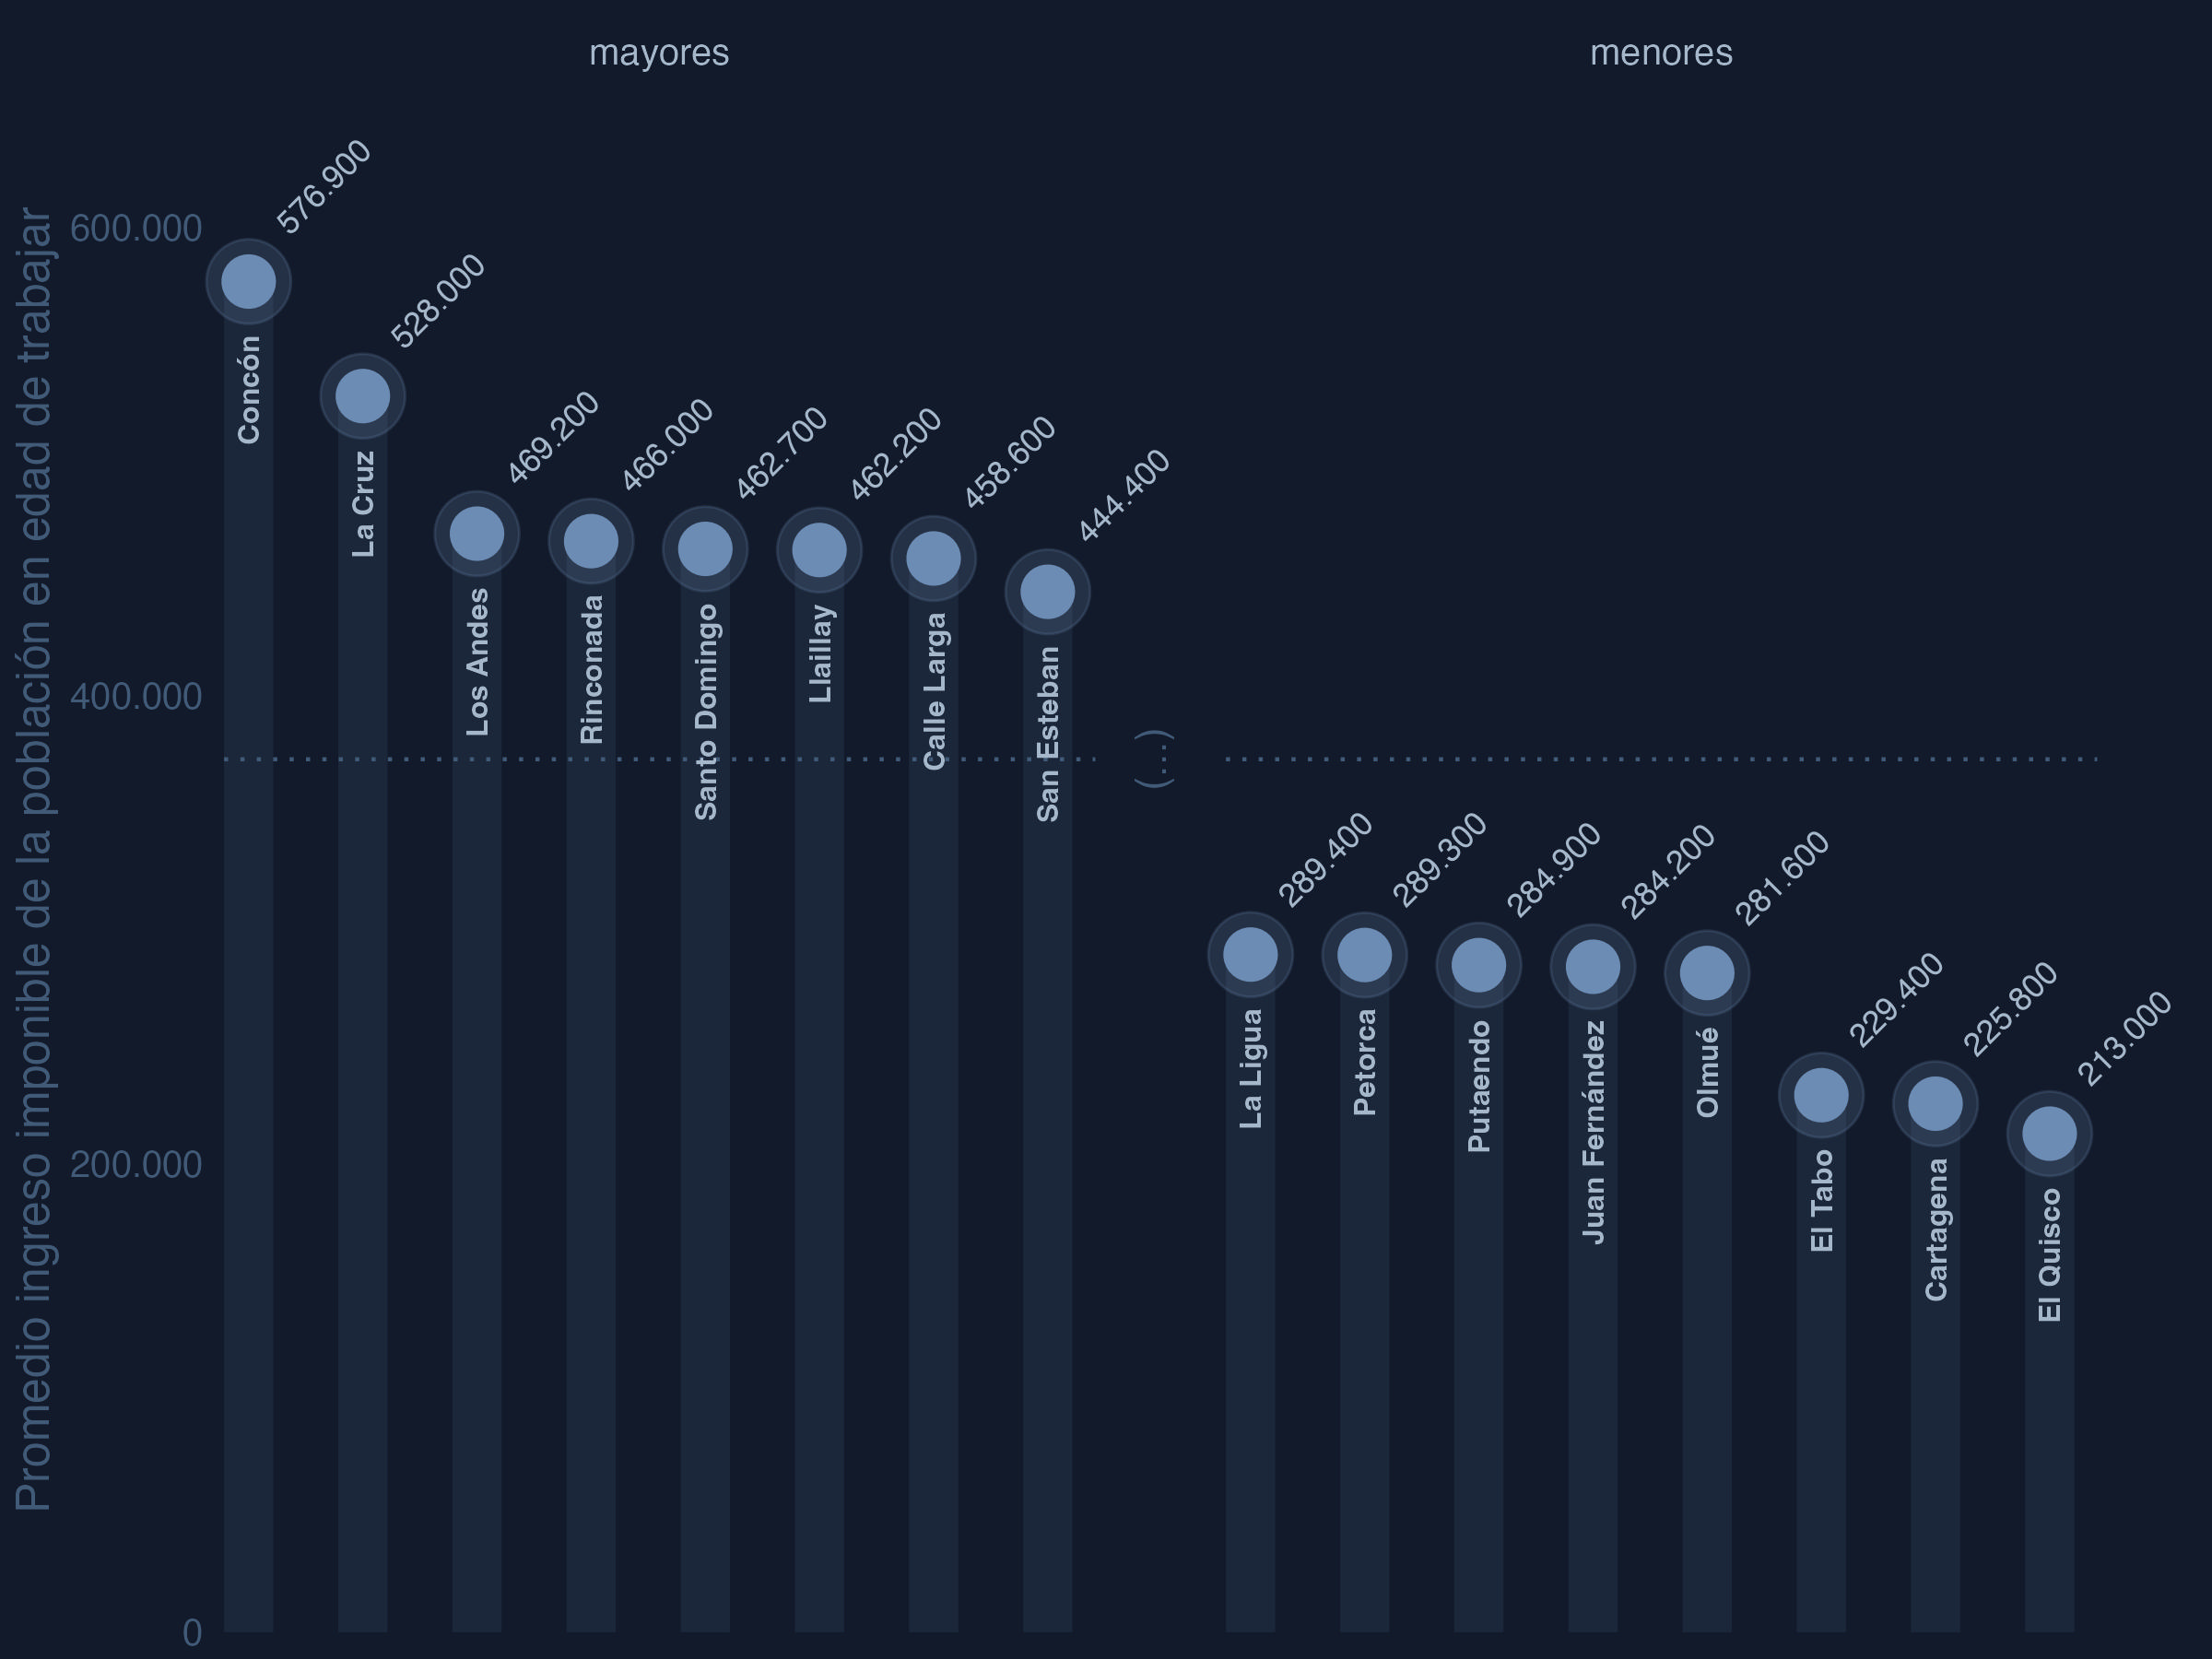 mayores
menores
Promedio ingreso imponible de la población en edad de trabajar
600.000
400.000
200.000
0
576.900
Concón
528.000
La Cruz
469.200
Los Andes
466.000
Rinconada
462.700
Santo Domingo
462.200
Llaillay
458.600
Calle Larga
444.400
San Esteban
(...)
289.400
La Ligua
289.300
Petorca
284.900
Putaendo
284.200
Juan Fernández
281.600
Olmué
229.400
El Tabo
225.800
Cartagena
213.000
El Quisco